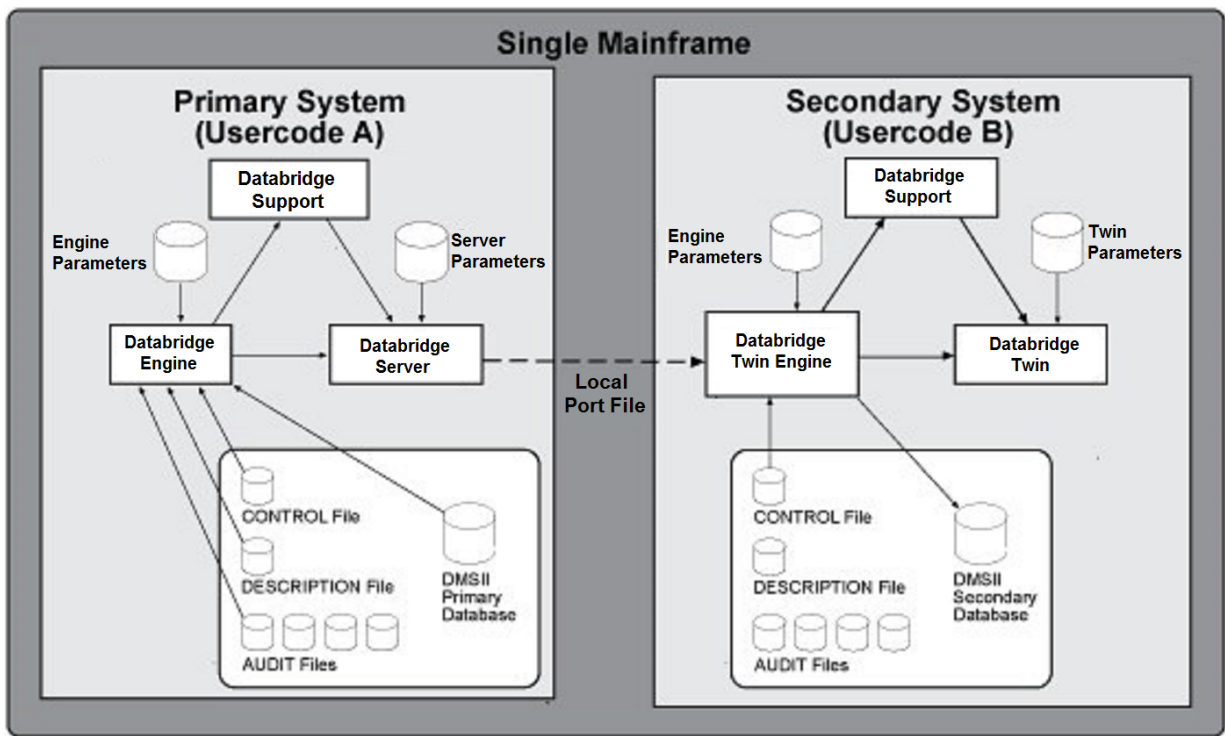 Single Mainframe
Primary System
(Usercode A)
Databridge
Support
Engine
Parameters
Server
Parameters
Databridge
Engine
Databridge
Server
CONTROL File
DESCRIPTION File
AUDIT Files
DMSII
Primary
Database
Local
Port File
Secondary System
(Usercode B)
Databridge
Support
Engine
Parameters
Twin
Parameters
Databridge
Twin Engine
Databridge
Twin
CONTROL File
DESCRIPTION File
AUDIT Files
DMSII
Secondary
Database